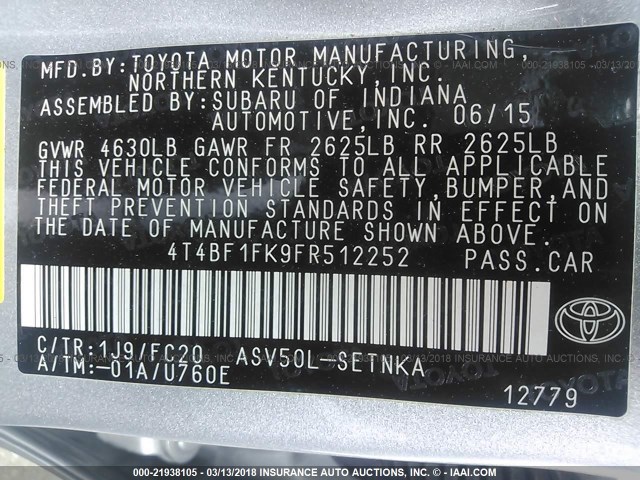 MFD.BY:TOYOTA MOTOR MANUFACTURING,
NORTHERN KENTUCKY,INC.
ASSEMBLED BY:SUBARU OF INDIANA
AUTOMOTIVE,INC. 06/15
GVWR 4630LB GAWR FR 2625LB RR 2625LB
THIS VEHICLE CONFORMS TO ALL APPLICABLE
FEDERAL MOTOR VEHICLE SAFETY,BUMPER,AND
THEFT PREVENTION STANDARDS IN EFFECT ON
THE DATE OF MANUFACTURE SHOWN ABOVE.
4T4BF1FK9FR512252 PASS.CAR
C/TR:1J9/FC20 ASV50L-SETNKA
A/TM:-01A/U760E
12779
000-21938105 - 03/13/2018 INSURANCE AUTO AUCTIONS, INC. - © - IAAI.COM